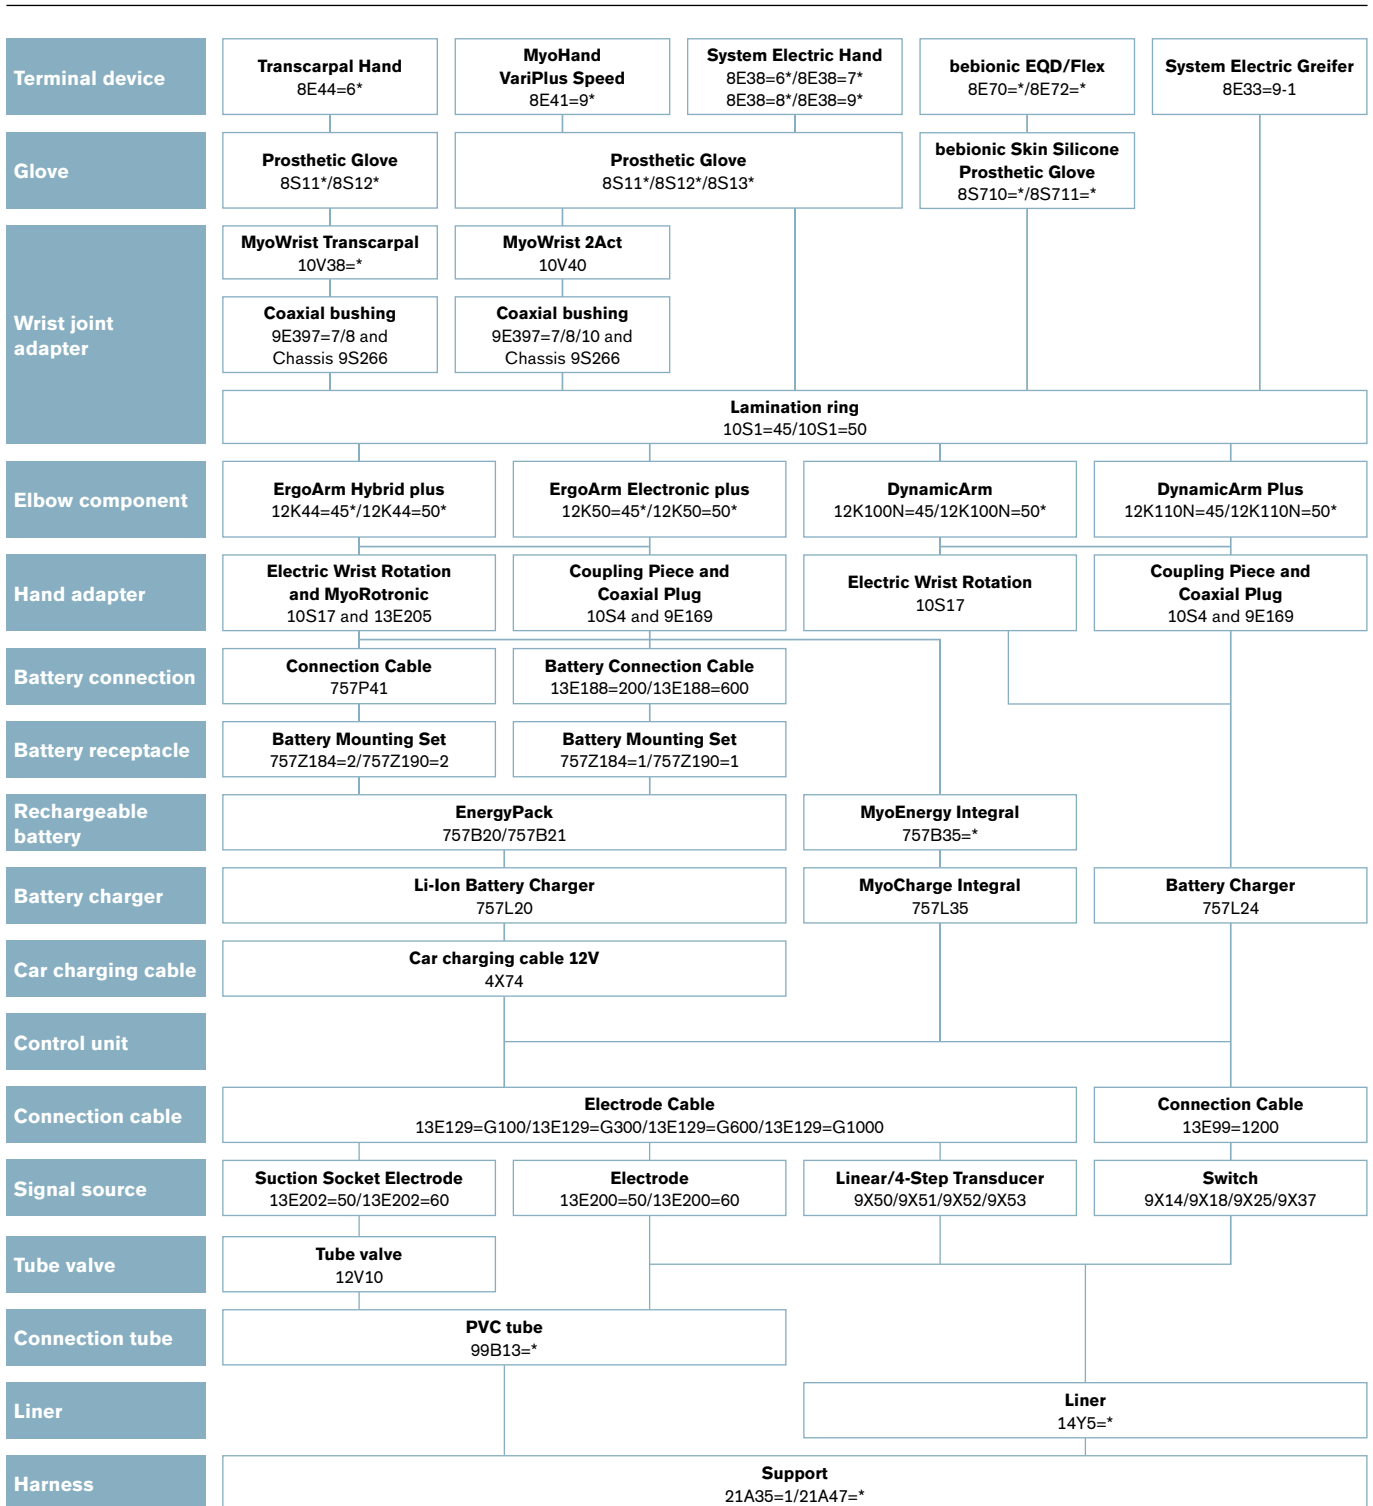 Terminal device
Transcarpal Hand
8E44=6*
MyoHand
VariPlus Speed
8E41=9*
System Electric Hand
8E38=6*/8E38=7*
8E38=8*/8E38=9*
bebionic EQD/Flex
8E70=*/8E72=*
System Electric Greifer
8E33=9-1
Glove
Prosthetic Glove
8S11*/8S12*
Prosthetic Glove
8S11*/8S12*/8S13*
bebionic Skin Silicone
Prosthetic Glove
8S710=*/8S711=*
Wrist joint
adapter
MyoWrist Transcarpal
10V38=*
MyoWrist 2Act
10V40
Coaxial bushing
9E397=7/8 and
Chassis 9S266
Coaxial bushing
9E397=7/8/10 and
Chassis 9S266
Lamination ring
10S1=45/10S1=50
Elbow component
ErgoArm Hybrid plus
12K44=45*/12K44=50*
ErgoArm Electronic plus
12K50=45*/12K50=50*
DynamicArm
12K100N=45/12K100N=50*
DynamicArm Plus
12K110N=45/12K110N=50*
Hand adapter
Electric Wrist Rotation
and MyoRotronic
10S17 and 13E205
Coupling Piece and
Coaxial Plug
10S4 and 9E169
Electric Wrist Rotation
10S17
Coupling Piece and
Coaxial Plug
10S4 and 9E169
Battery connection
Connection Cable
757P41
Battery Connection Cable
13E188=200/13E188=600
Battery receptacle
Battery Mounting Set
757Z184=2/757Z190=2
Battery Mounting Set
757Z184=1/757Z190=1
Rechargeable
battery
EnergyPack
757B20/757B21
MyoEnergy Integral
757B35=*
Battery charger
Li-Ion Battery Charger
757L20
MyoCharge Integral
757L35
Battery Charger
757L24
Car charging cable
Car charging cable 12V
4X74
Control unit
Connection cable
Electrode Cable
13E129=G100/13E129=G300/13E129=G600/13E129=G1000
Connection Cable
13E99=1200
Signal source
Suction Socket Electrode
13E202=50/13E202=60
Electrode
13E200=50/13E200=60
Linear/4-Step Transducer
9X50/9X51/9X52/9X53
Switch
9X14/9X18/9X25/9X37
Tube valve
Tube valve
12V10
Connection tube
PVC tube
99B13=*
Liner
Liner
14Y5=*
Harness
Support
21A35=1/21A47=*